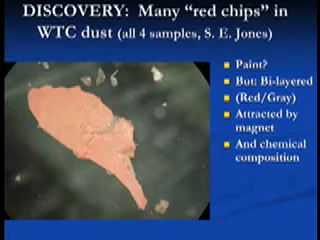 DISCOVERY: Many “red chips” in
WTC dust (all 4 samples, S. E. Jones)
Paint?
But: Bi-layered
(Red/Gray)
Attracted by
magnet
And chemical
composition